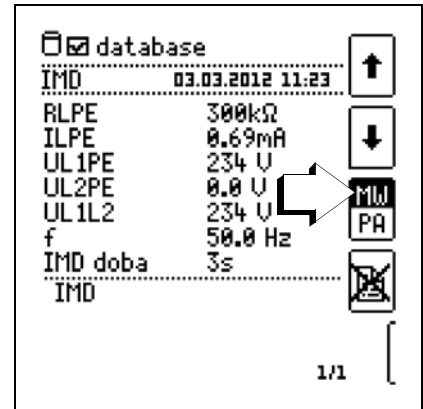 database
IMD 03.03.2012 11:23
RLPE 300kΩ
ILPE 0.69mA
UL1PE 234 V
UL2PE 0.0 V
UL1L2 234 V
f 50.0 Hz
IMD doba 3s
IMD
MW
PA
1/1